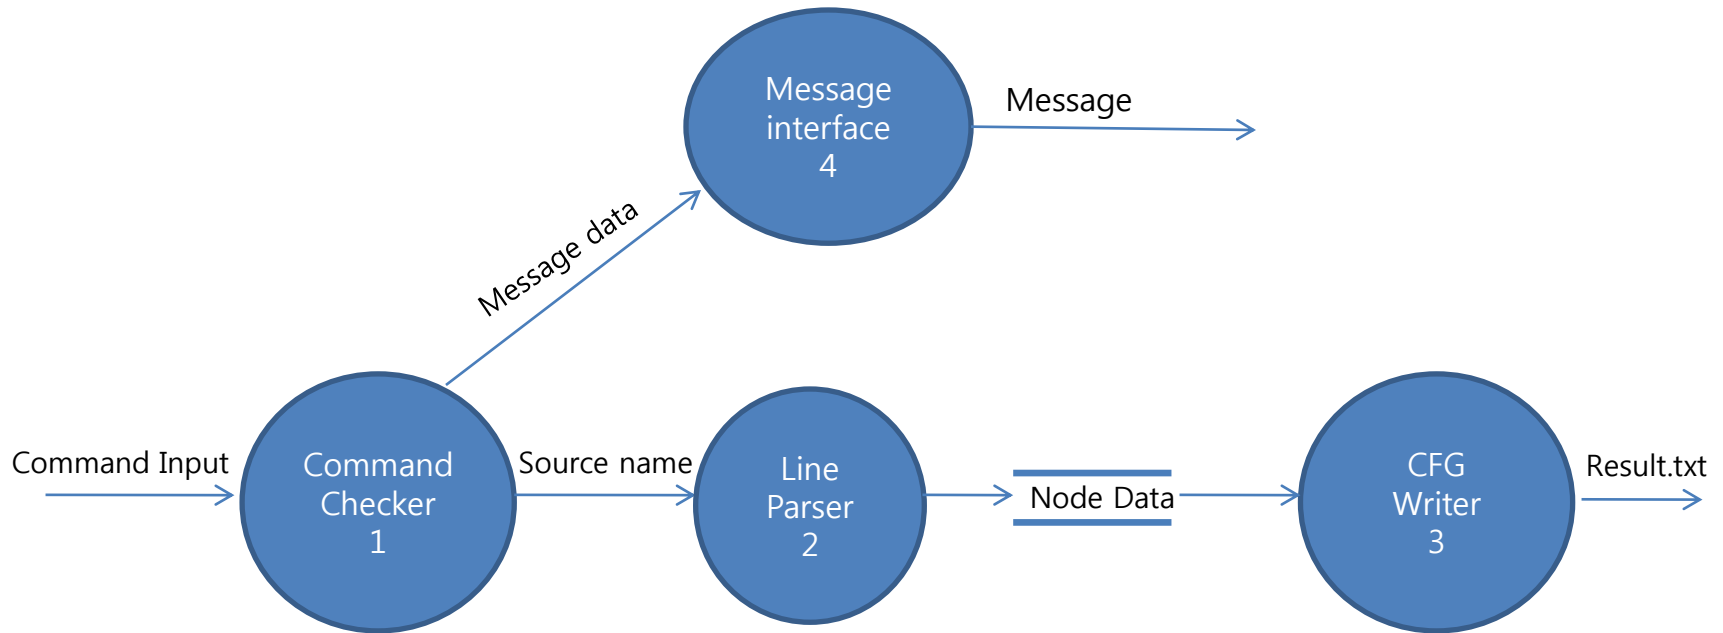 Message
interface
4
Message
Message data
Command Input
Command
Checker
1
Source name
Line
Parser
2
Node Data
CFG
Writer
3
Result.txt